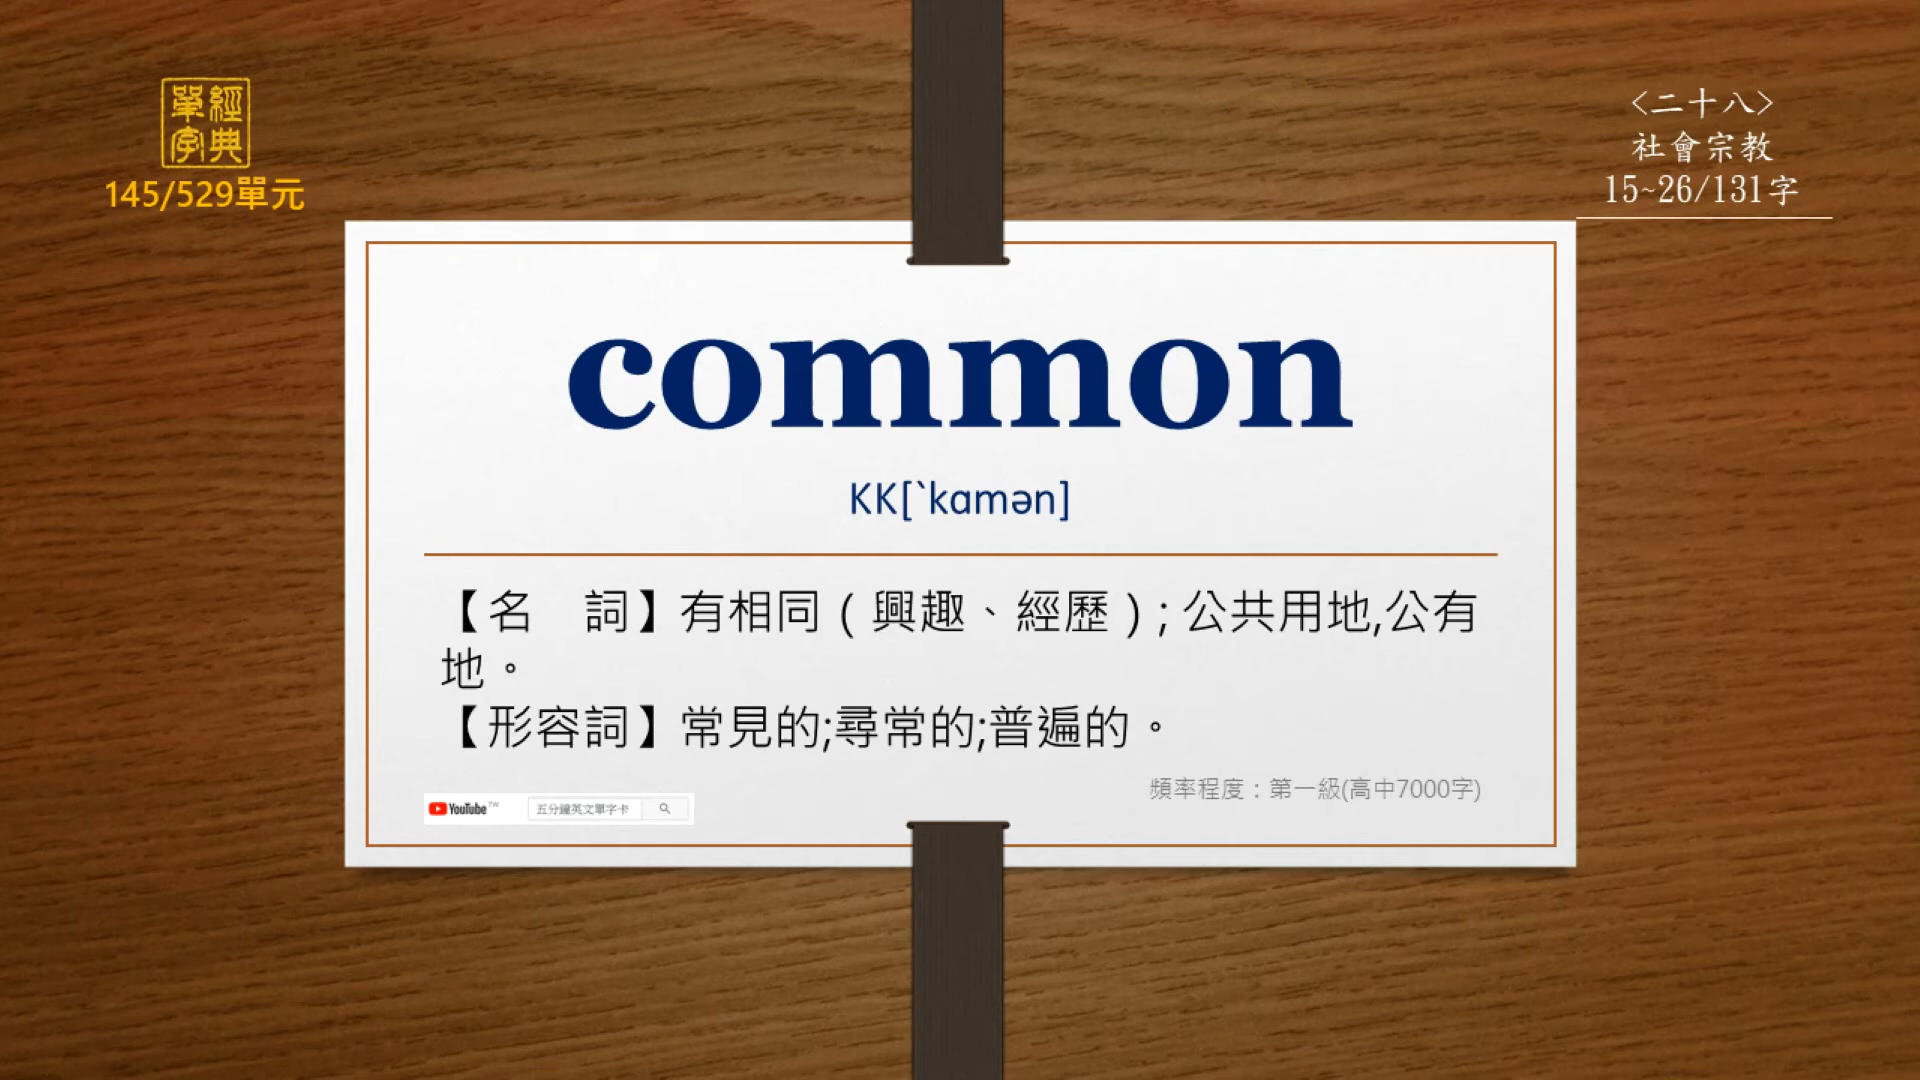 經典
單字
145/529單元
<二十八>
社會宗教
15~26/131字
common
KK[ˋkɑmən]
【名　詞】有相同(興趣、經歷);公共用地,公有
地。
【形容詞】常見的;尋常的;普遍的。
頻率程度:第一級(高中7000字)
YouTube TW 五分鐘英文單字卡